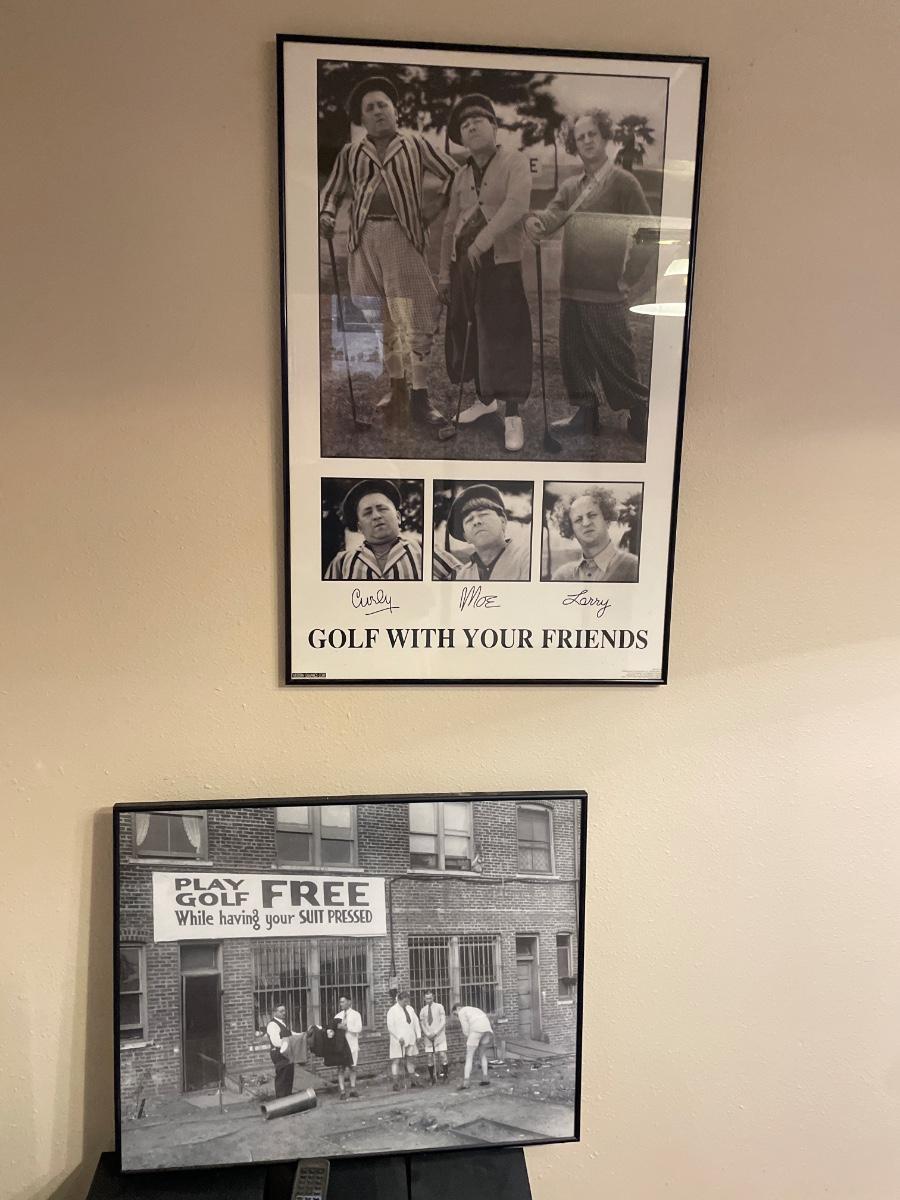 E
Curly
Moe
Larry
GOLF WITH YOUR FRIENDS
PLAY
GOLF FREE
While having your SUIT PRESSED